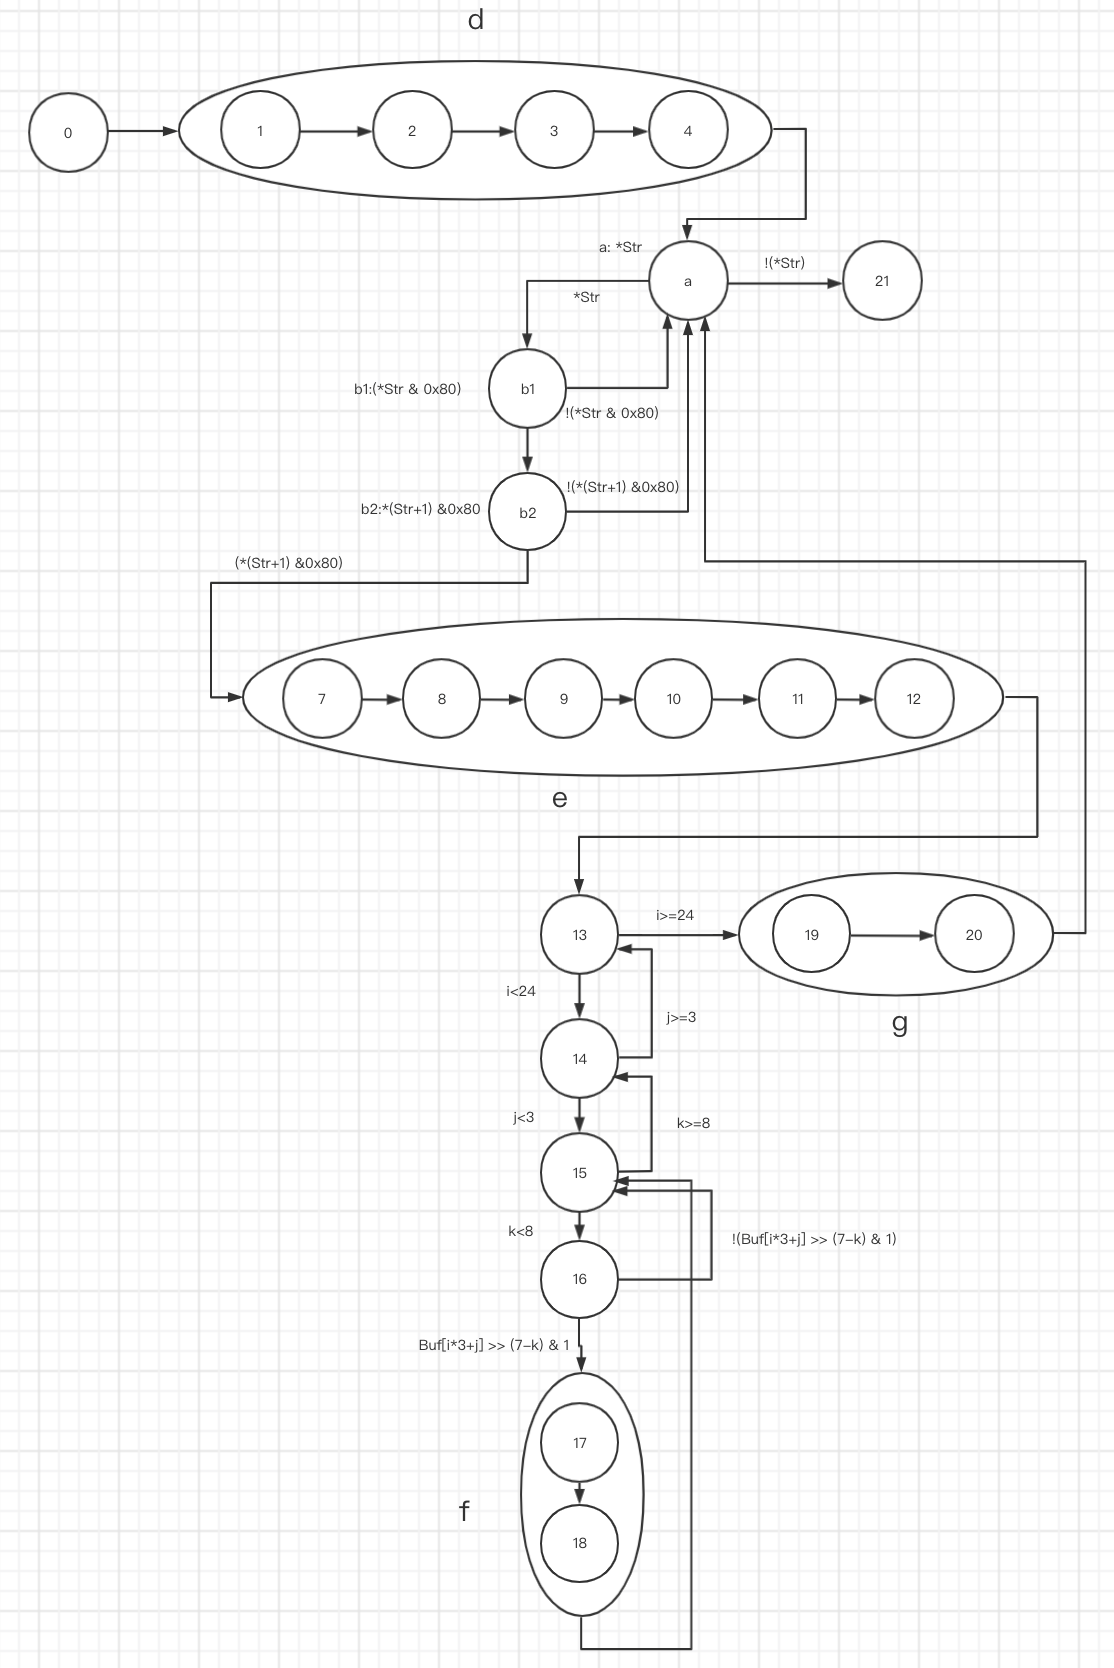 d
0
1
2
3
4
a: *Str
a
!(*Str)
21
*Str
b1:(*Str & 0x80)
b1
!(*Str & 0x80)
b2:*(Str+1) &0x80
b2
!(*(Str+1) &0x80)
(*(Str+1) &0x80)
7
8
9
10
11
12
e
13
i>=24
19
20
g
i<24
j>=3
14
j<3
k>=8
15
k<8
!(Buf[i*3+j] >> (7-k) & 1)
16
Buf[i*3+j] >> (7-k) & 1
17
f
18